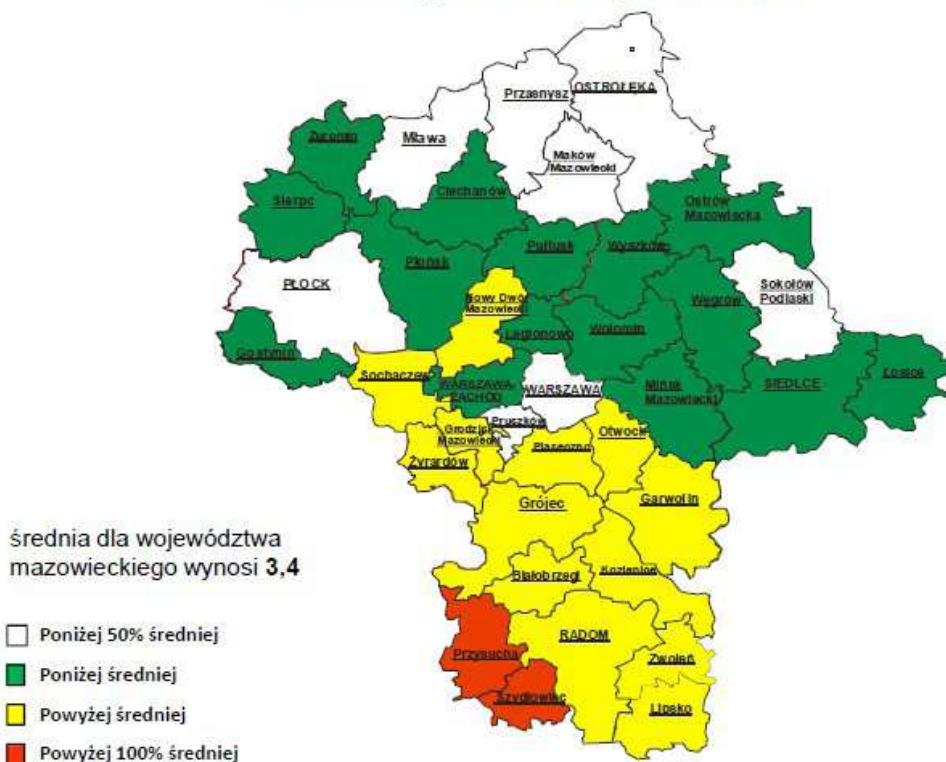 Przasnysz
OSTROŁĘKA
Mława
Żuromin
Maków
Mazowiecki
Ciechanów
Sierpc
Ostrów
Mazowiecka
Pułtusk
Wyszków
Płońsk
PŁOCK
Sokołów
Podlaski
Węgrów
Nowy Dwó
Mazowiecki
Legionowo
Wołomin
Gostynin
Sochaczew
WARSZAWA
ZACHÓD
WARSZAWA
Mińsk
Mazowiecki
SIEDLCE
Łosice
Pruszków
Grodzisk
Mazowiecki
Otwock
Piaseczno
Żyrardów
Grójec
Garwolin
średnia dla województwa
mazowieckiego wynosi 3,4
Białobrzegi
Kozienice
Poniżej 50% średniej
RADOM
Przysucha
Zwoleń
Poniżej średniej
Szydłowiec
Lipsko
Powyżej średniej
Powyżej 100% średniej